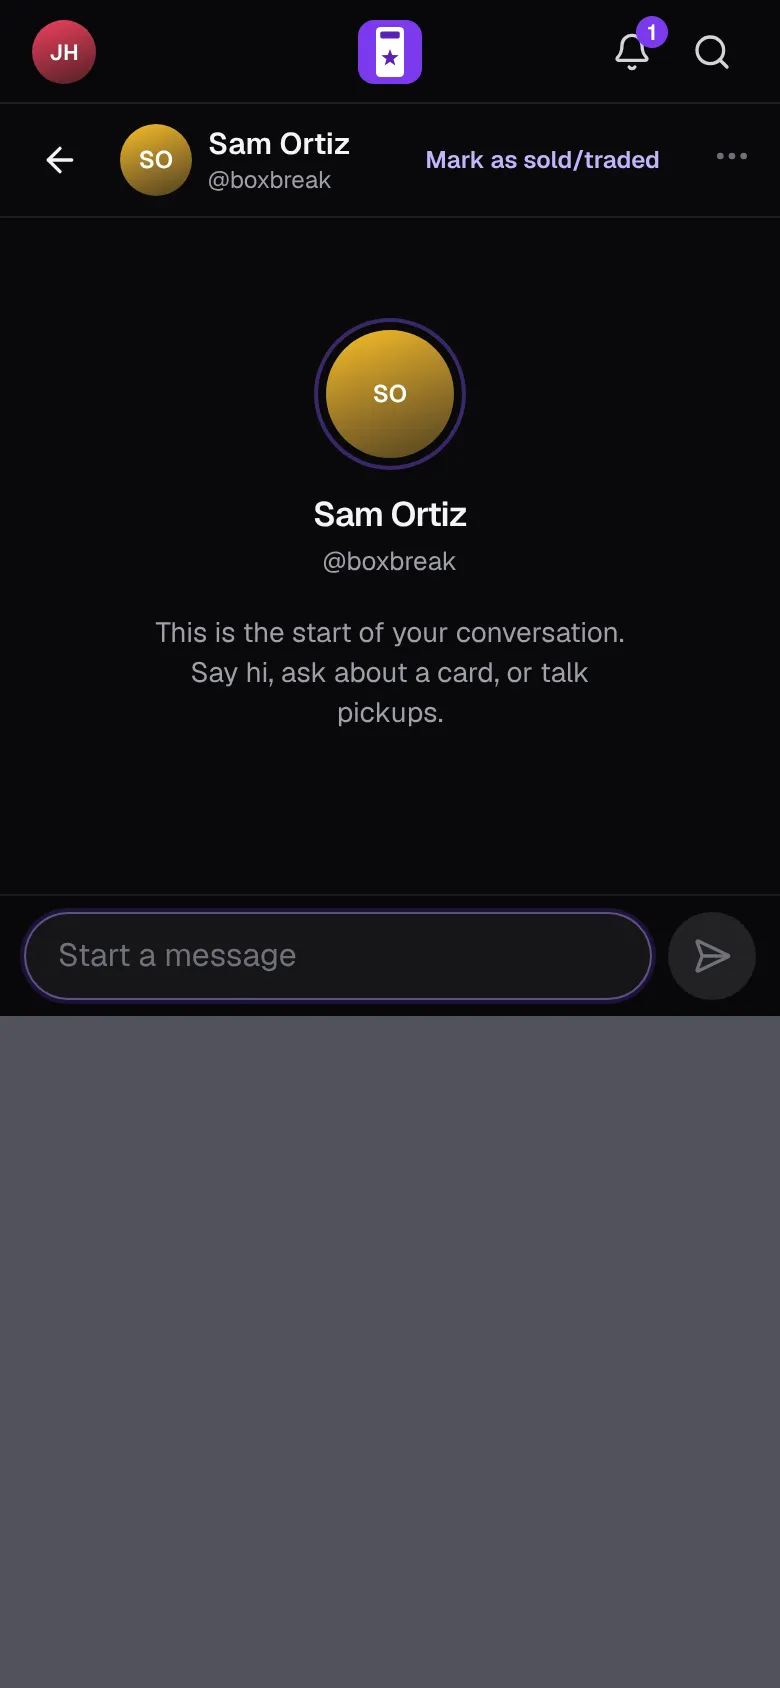 JH
1
SO
Sam Ortiz
@boxbreak
Mark as sold/traded
SO
Sam Ortiz
@boxbreak
This is the start of your conversation.
Say hi, ask about a card, or talk
pickups.
Start a message